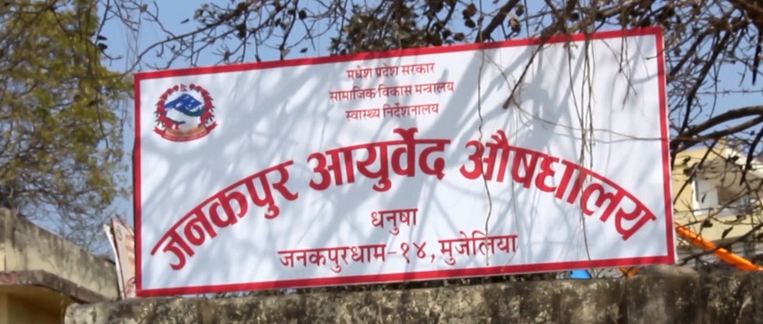 मधेश प्रदेश सरकार
सामाजिक विकास मन्त्रालय
स्वास्थ्य निर्देशनालय
जनकपुर आयुर्वेद औषधालय
धनुषा
जनकपुरधाम-१४, मुजेलिया